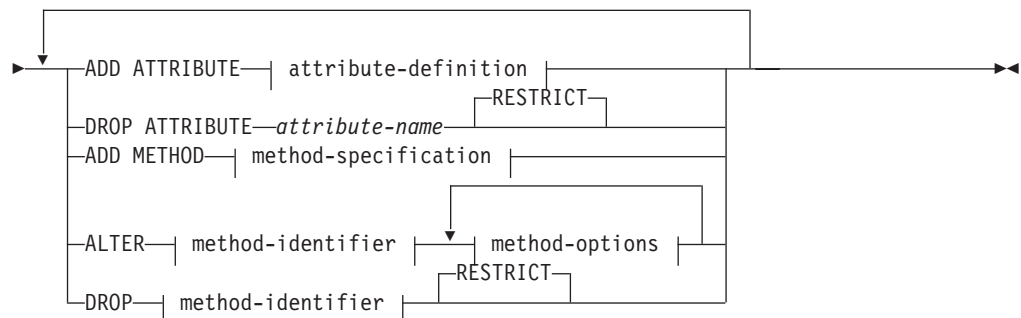 ADD ATTRIBUTE attribute-definition
RESTRICT
DROP ATTRIBUTE attribute-name
ADD METHOD method-specification
ALTER method-identifier method-options
RESTRICT
DROP method-identifier